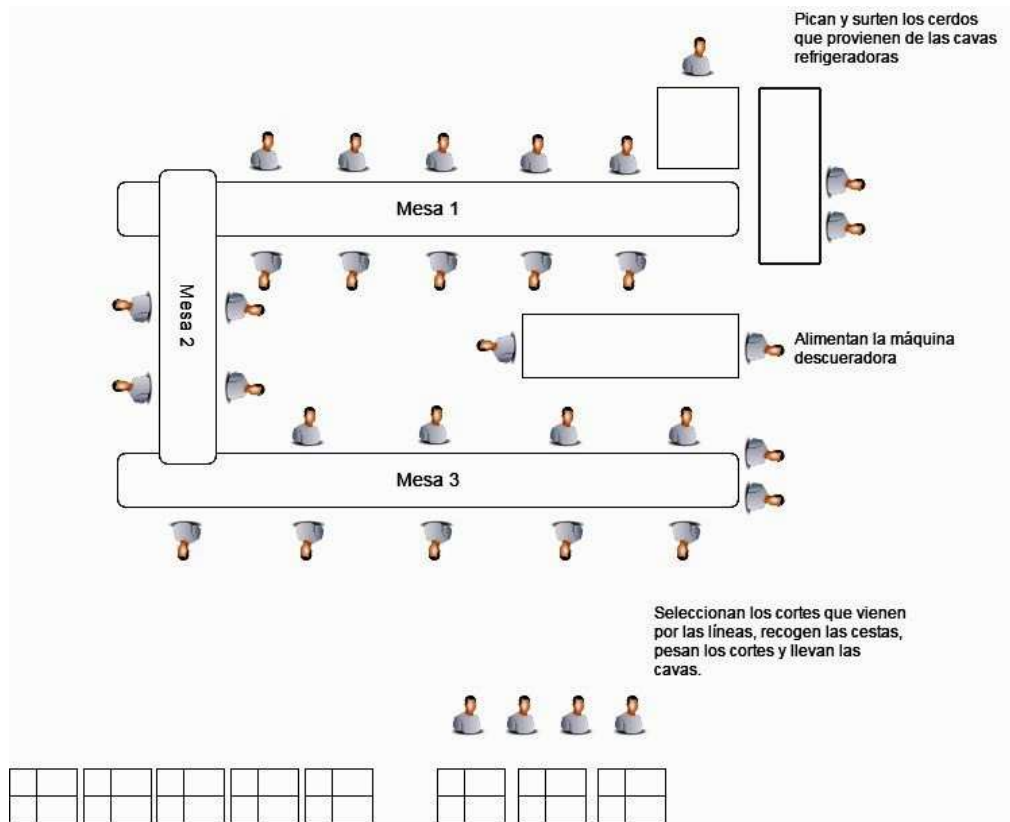 Pican y surten los cerdos
que provienen de las cavas
refrigeradoras
Mesa 1
Mesa 2
Alimentan la máquina
descueradora
Mesa 3
Seleccionan los cortes que vienen
por las líneas, recogen las cestas,
pesan los cortes y llevan las
cavas.